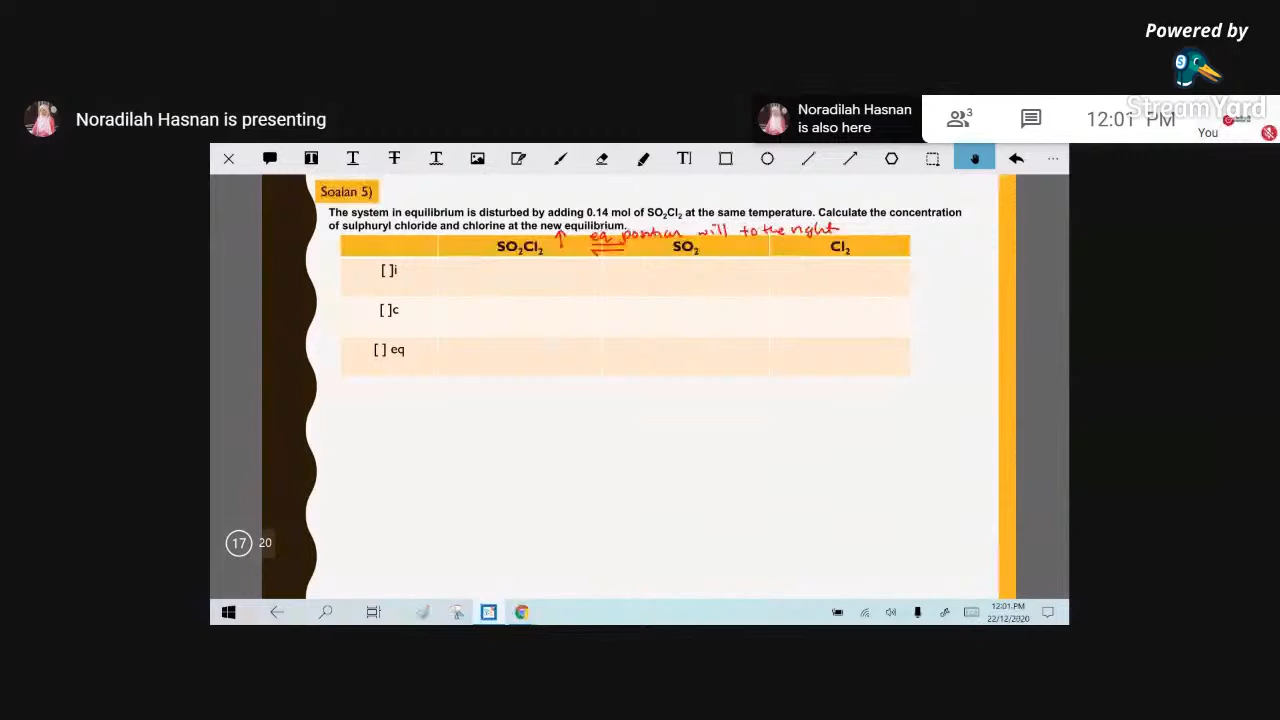 Powered by
StreamYard
Noradilah Hasnan is presenting
Noradilah Hasnan
is also here
3
12:01 PM
You
Soalan 5)
The system in equilibrium is disturbed by adding 0.14 mol of SO₂Cl₂ at the same temperature. Calculate the concentration
of sulphuryl chloride and chlorine at the new equilibrium.
↑ eq position will to the right
SO₂Cl₂ ⇌ SO₂ Cl₂
[ ]i
[ ]c
[ ] eq
17 20
12:01 PM
22/12/2020